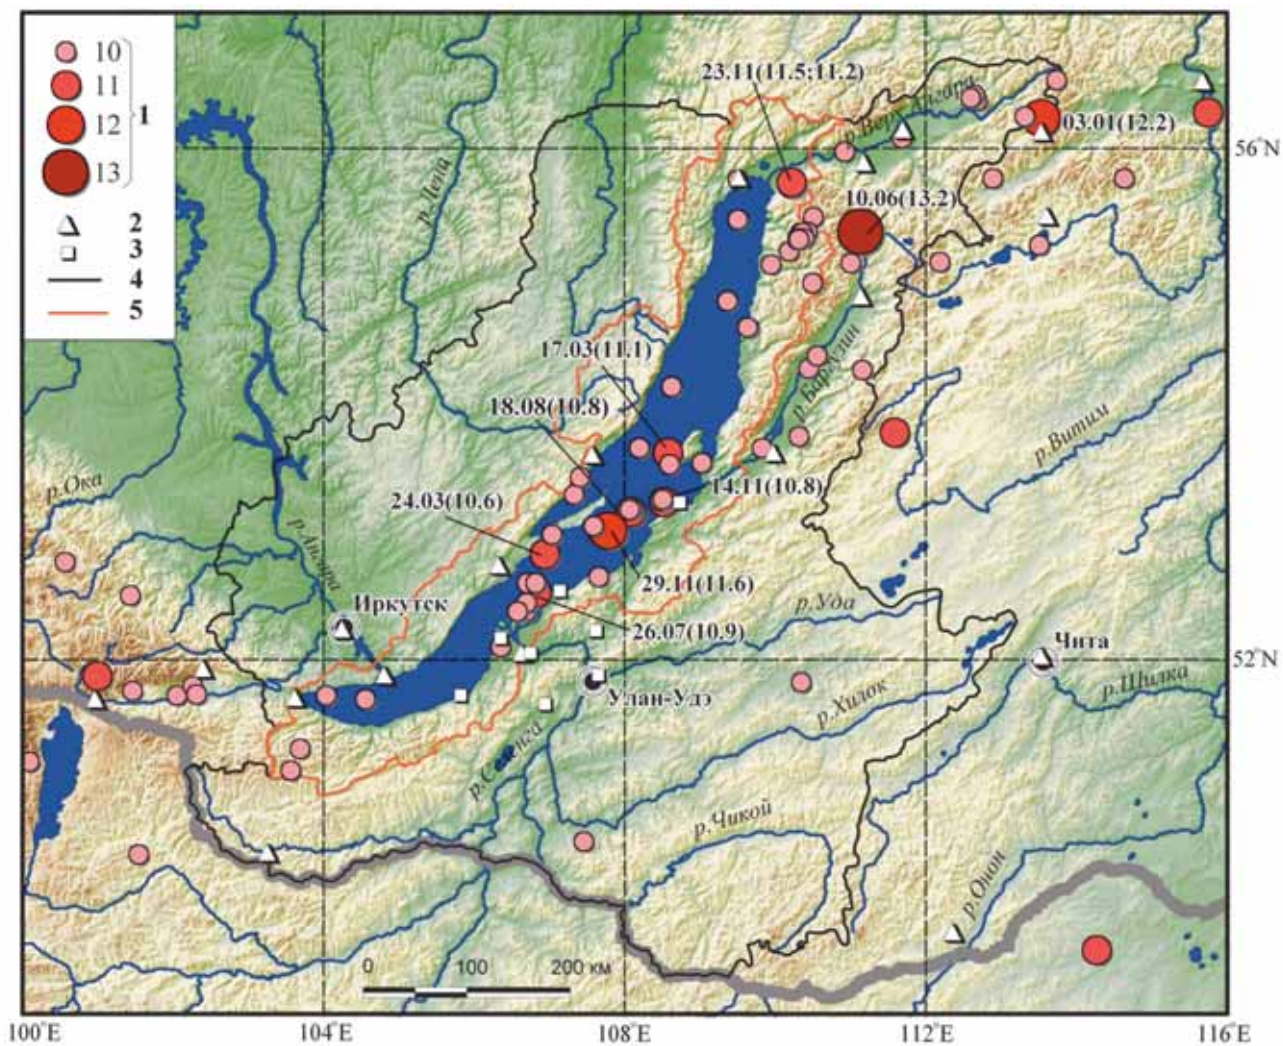 10
11
12
13
1
2
3
4
5
23.11(11.5;11.2)
р.Верх.Ангара
03.01(12.2)
56°N
10.06(13.2)
р.Лена
17.03(11.1)
р.Баргузин
18.08(10.8)
р.Витим
р.Ока
24.03(10.6)
14.11(10.8)
р.Ангара
29.11(11.6)
Иркутск
р.Уда
26.07(10.9)
Чита
52°N
Улан-Удэ
р.Хилок
р.Шилка
р.Селенга
р.Чикой
р.Онон
0 100 200 км
100°E 104°E 108°E 112°E 116°E